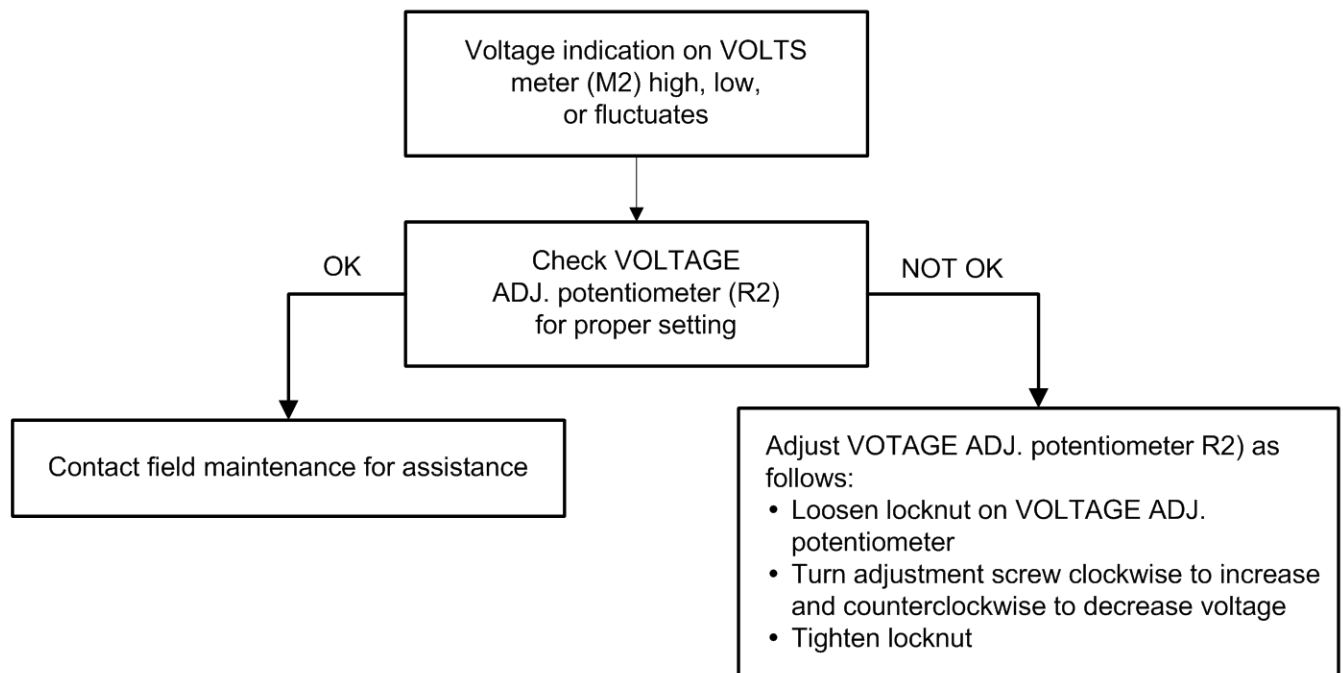 Voltage indication on VOLTS
meter (M2) high, low,
or fluctuates
OK
Check VOLTAGE
ADJ. potentiometer (R2)
for proper setting
NOT OK
Contact field maintenance for assistance
Adjust VOTAGE ADJ. potentiometer R2) as
follows:
• Loosen locknut on VOLTAGE ADJ.
potentiometer
• Turn adjustment screw clockwise to increase
and counterclockwise to decrease voltage
• Tighten locknut